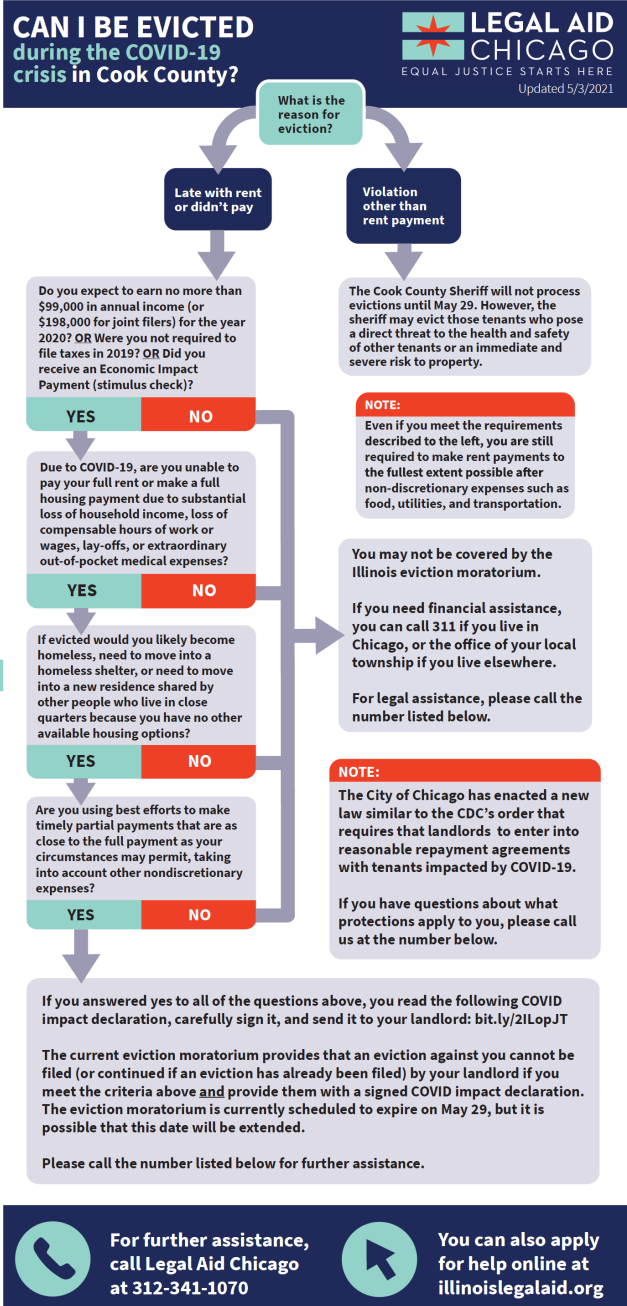 CAN I BE EVICTED
during the COVID-19
crisis in Cook County?
LEGAL AID
CHICAGO
EQUAL JUSTICE STARTS HERE
Updated 5/3/2021
What is the
reason for
eviction?
Late with rent
or didn't pay
Violation
other than
rent payment
Do you expect to earn no more than
$99,000 in annual income (or
$198,000 for joint filers) for the year
2020? OR Were you not required to
file taxes in 2019? OR Did you
receive an Economic Impact
Payment (stimulus check)?
YES NO
Due to COVID-19, are you unable to
pay your full rent or make a full
housing payment due to substantial
loss of household income, loss of
compensable hours of work or
wages, lay-offs, or extraordinary
out-of-pocket medical expenses?
YES NO
If evicted would you likely become
homeless, need to move into a
homeless shelter, or need to move
into a new residence shared by
other people who live in close
quarters because you have no other
available housing options?
YES NO
Are you using best efforts to make
timely partial payments that are as
close to the full payment as your
circumstances may permit, taking
into account other nondiscretionary
expenses?
YES NO
The Cook County Sheriff will not process
evictions until May 29. However, the
sheriff may evict those tenants who pose
a direct threat to the health and safety
of other tenants or an immediate and
severe risk to property.
NOTE:
Even if you meet the requirements
described to the left, you are still
required to make rent payments to
the fullest extent possible after
non-discretionary expenses such as
food, utilities, and transportation.
You may not be covered by the
Illinois eviction moratorium.
If you need financial assistance,
you can call 311 if you live in
Chicago, or the office of your local
township if you live elsewhere.
For legal assistance, please call the
number listed below.
NOTE:
The City of Chicago has enacted a new
law similar to the CDC's order that
requires that landlords to enter into
reasonable repayment agreements
with tenants impacted by COVID-19.
If you have questions about what
protections apply to you, please call
us at the number below.
If you answered yes to all of the questions above, you read the following COVID
impact declaration, carefully sign it, and send it to your landlord: bit.ly/2ILopJT
The current eviction moratorium provides that an eviction against you cannot be
filed (or continued if an eviction has already been filed) by your landlord if you
meet the criteria above and provide them with a signed COVID impact declaration.
The eviction moratorium is currently scheduled to expire on May 29, but it is
possible that this date will be extended.
Please call the number listed below for further assistance.
For further assistance,
call Legal Aid Chicago
at 312-341-1070
You can also apply
for help online at
illinoislegalaid.org